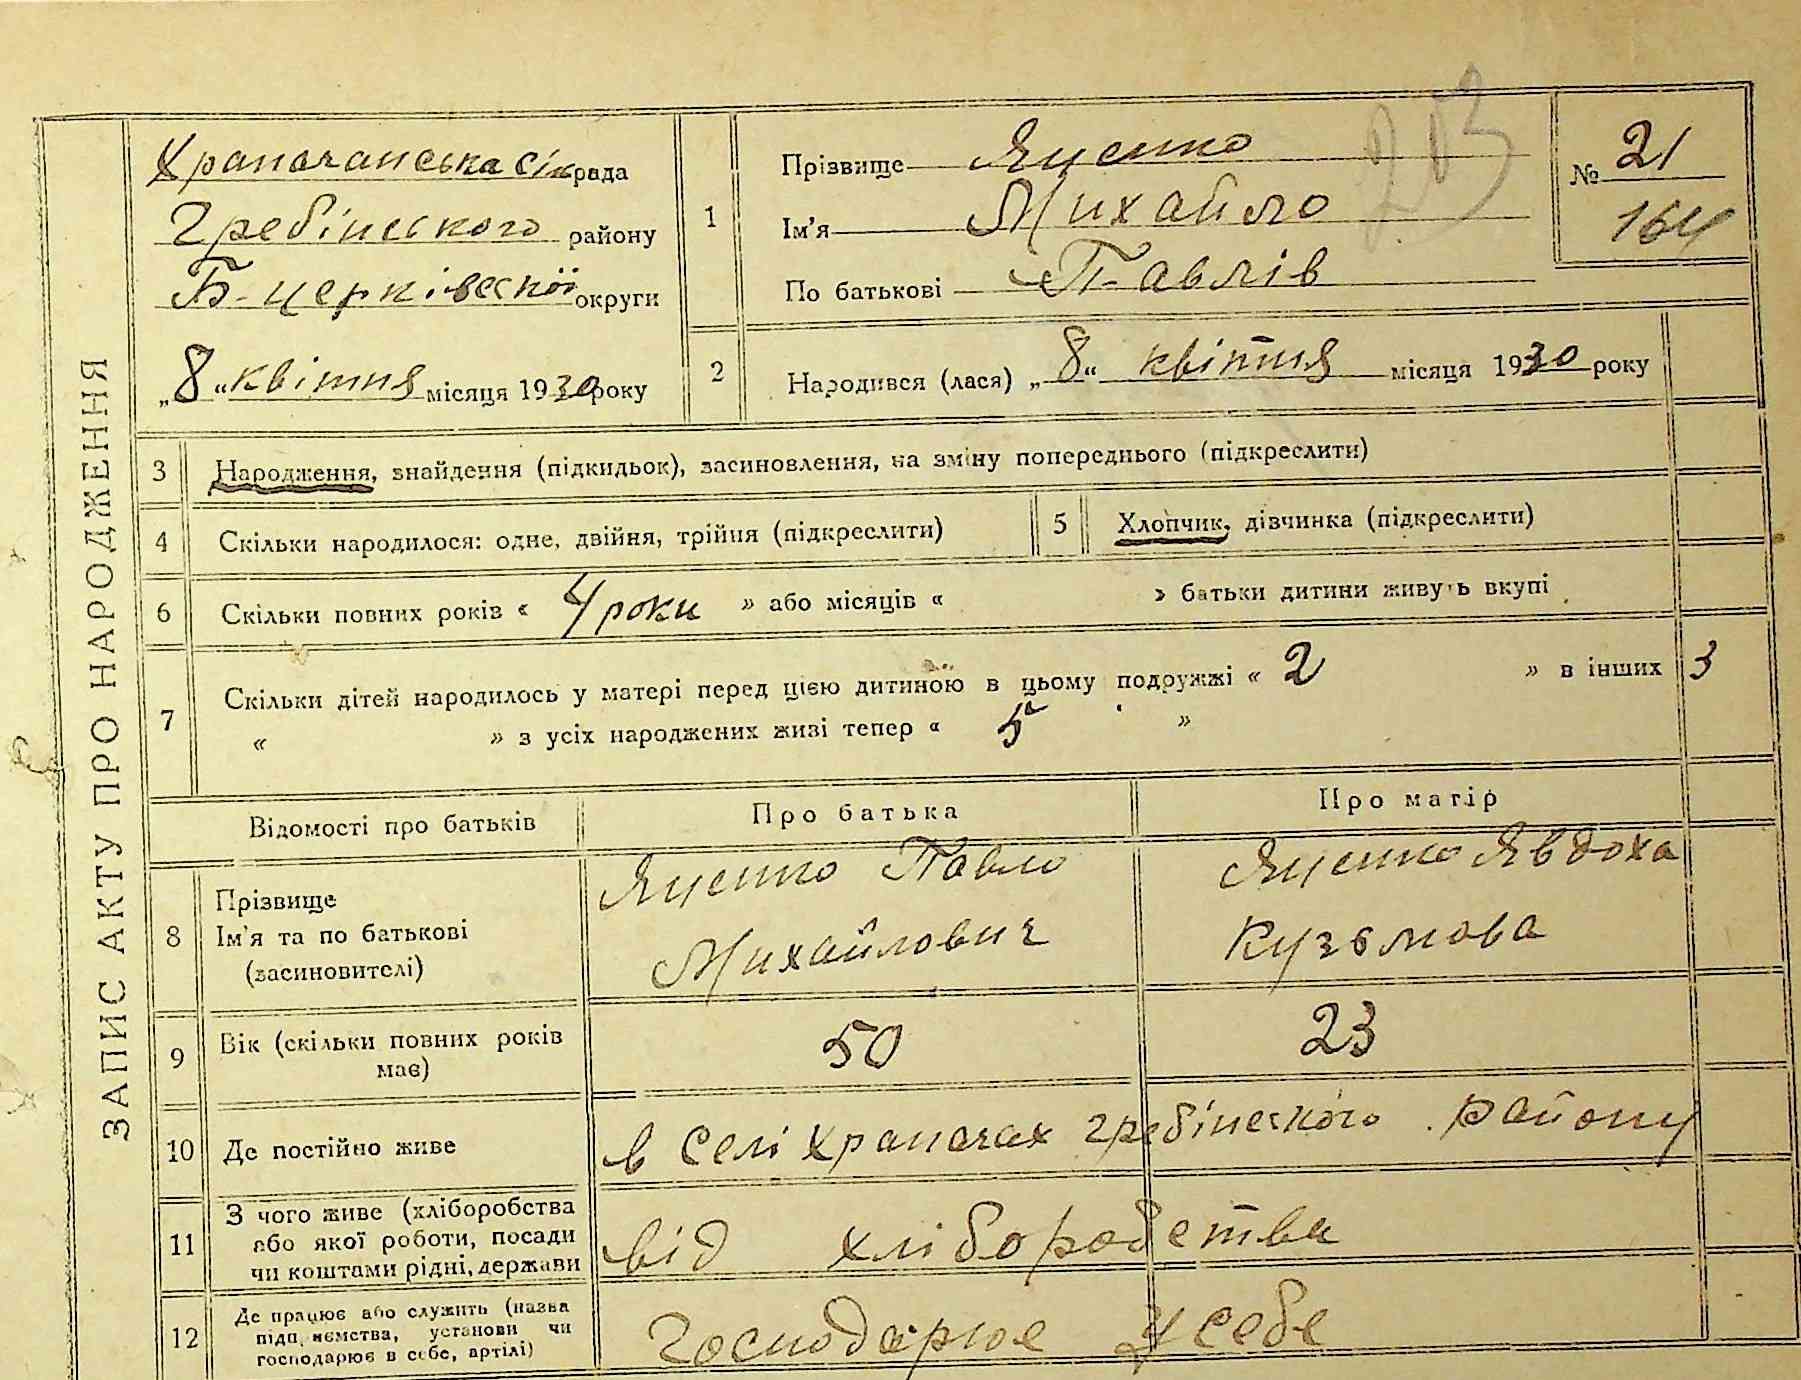 ЗАПИС АКТУ ПРО НАРОДЖЕННЯ
Храпачанська сільрада
Гребінського району
Б-церківської округи
„8“ квітня місяця 1930 року
1
Прізвище Яценко
Ім'я Михайло
По батькові Павлів
203
№ 21
164
2 Народився (лася) „8“ квітня місяця 1930 року
3 Народження, знайдення (підкидьок), засиновлення, на зміну попереднього (підкреслити)
4 Скільки народилося: одне, двійня, трійня (підкреслити)
5 Хлопчик, дівчинка (підкреслити)
6 Скільки повних років « 4 роки » або місяців « » батьки дитини живуть вкупі
7 Скільки дітей народилось у матері перед цією дитиною в цьому подружжі « 2 » в інших 3
« » з усіх народжених живі тепер « 5 »
Відомості про батьків Про батька Про матір
8 Прізвище Ім'я та по батькові (засиновителі)
Яценко Павло
Михайлович
Яценко Явдоха
Кузьмова
9 Вік (скільки повних років має) 50 23
10 Де постійно живе в селі Храпачах Гребінського району
11 З чого живе (хліборобства або якої роботи, посади чи коштами рідні, держави від хліборобства
12 Де працює або служить (назва підприємства, установи чи господарює в себе, артілі) Господарює у себе